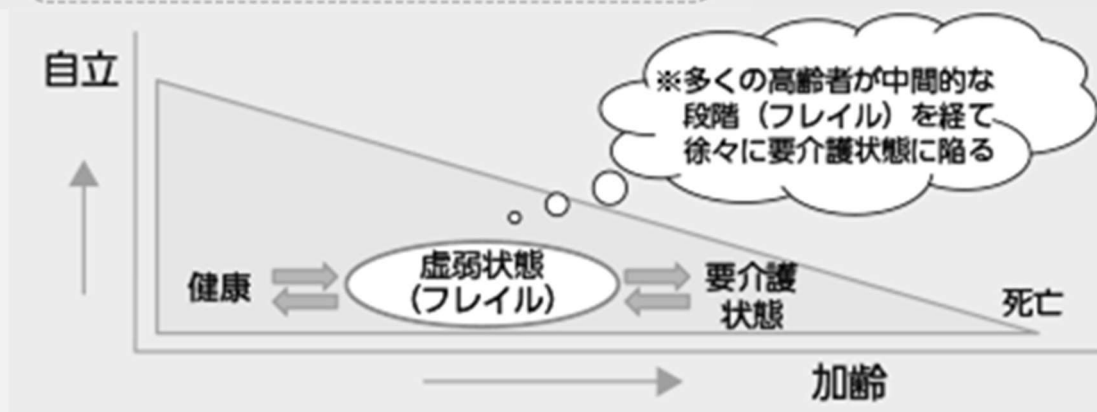 自立
※多くの高齢者が中間的な
段階（フレイル）を経て
徐々に要介護状態に陥る
健康
虚弱状態
（フレイル）
要介護
状態
死亡
加齢